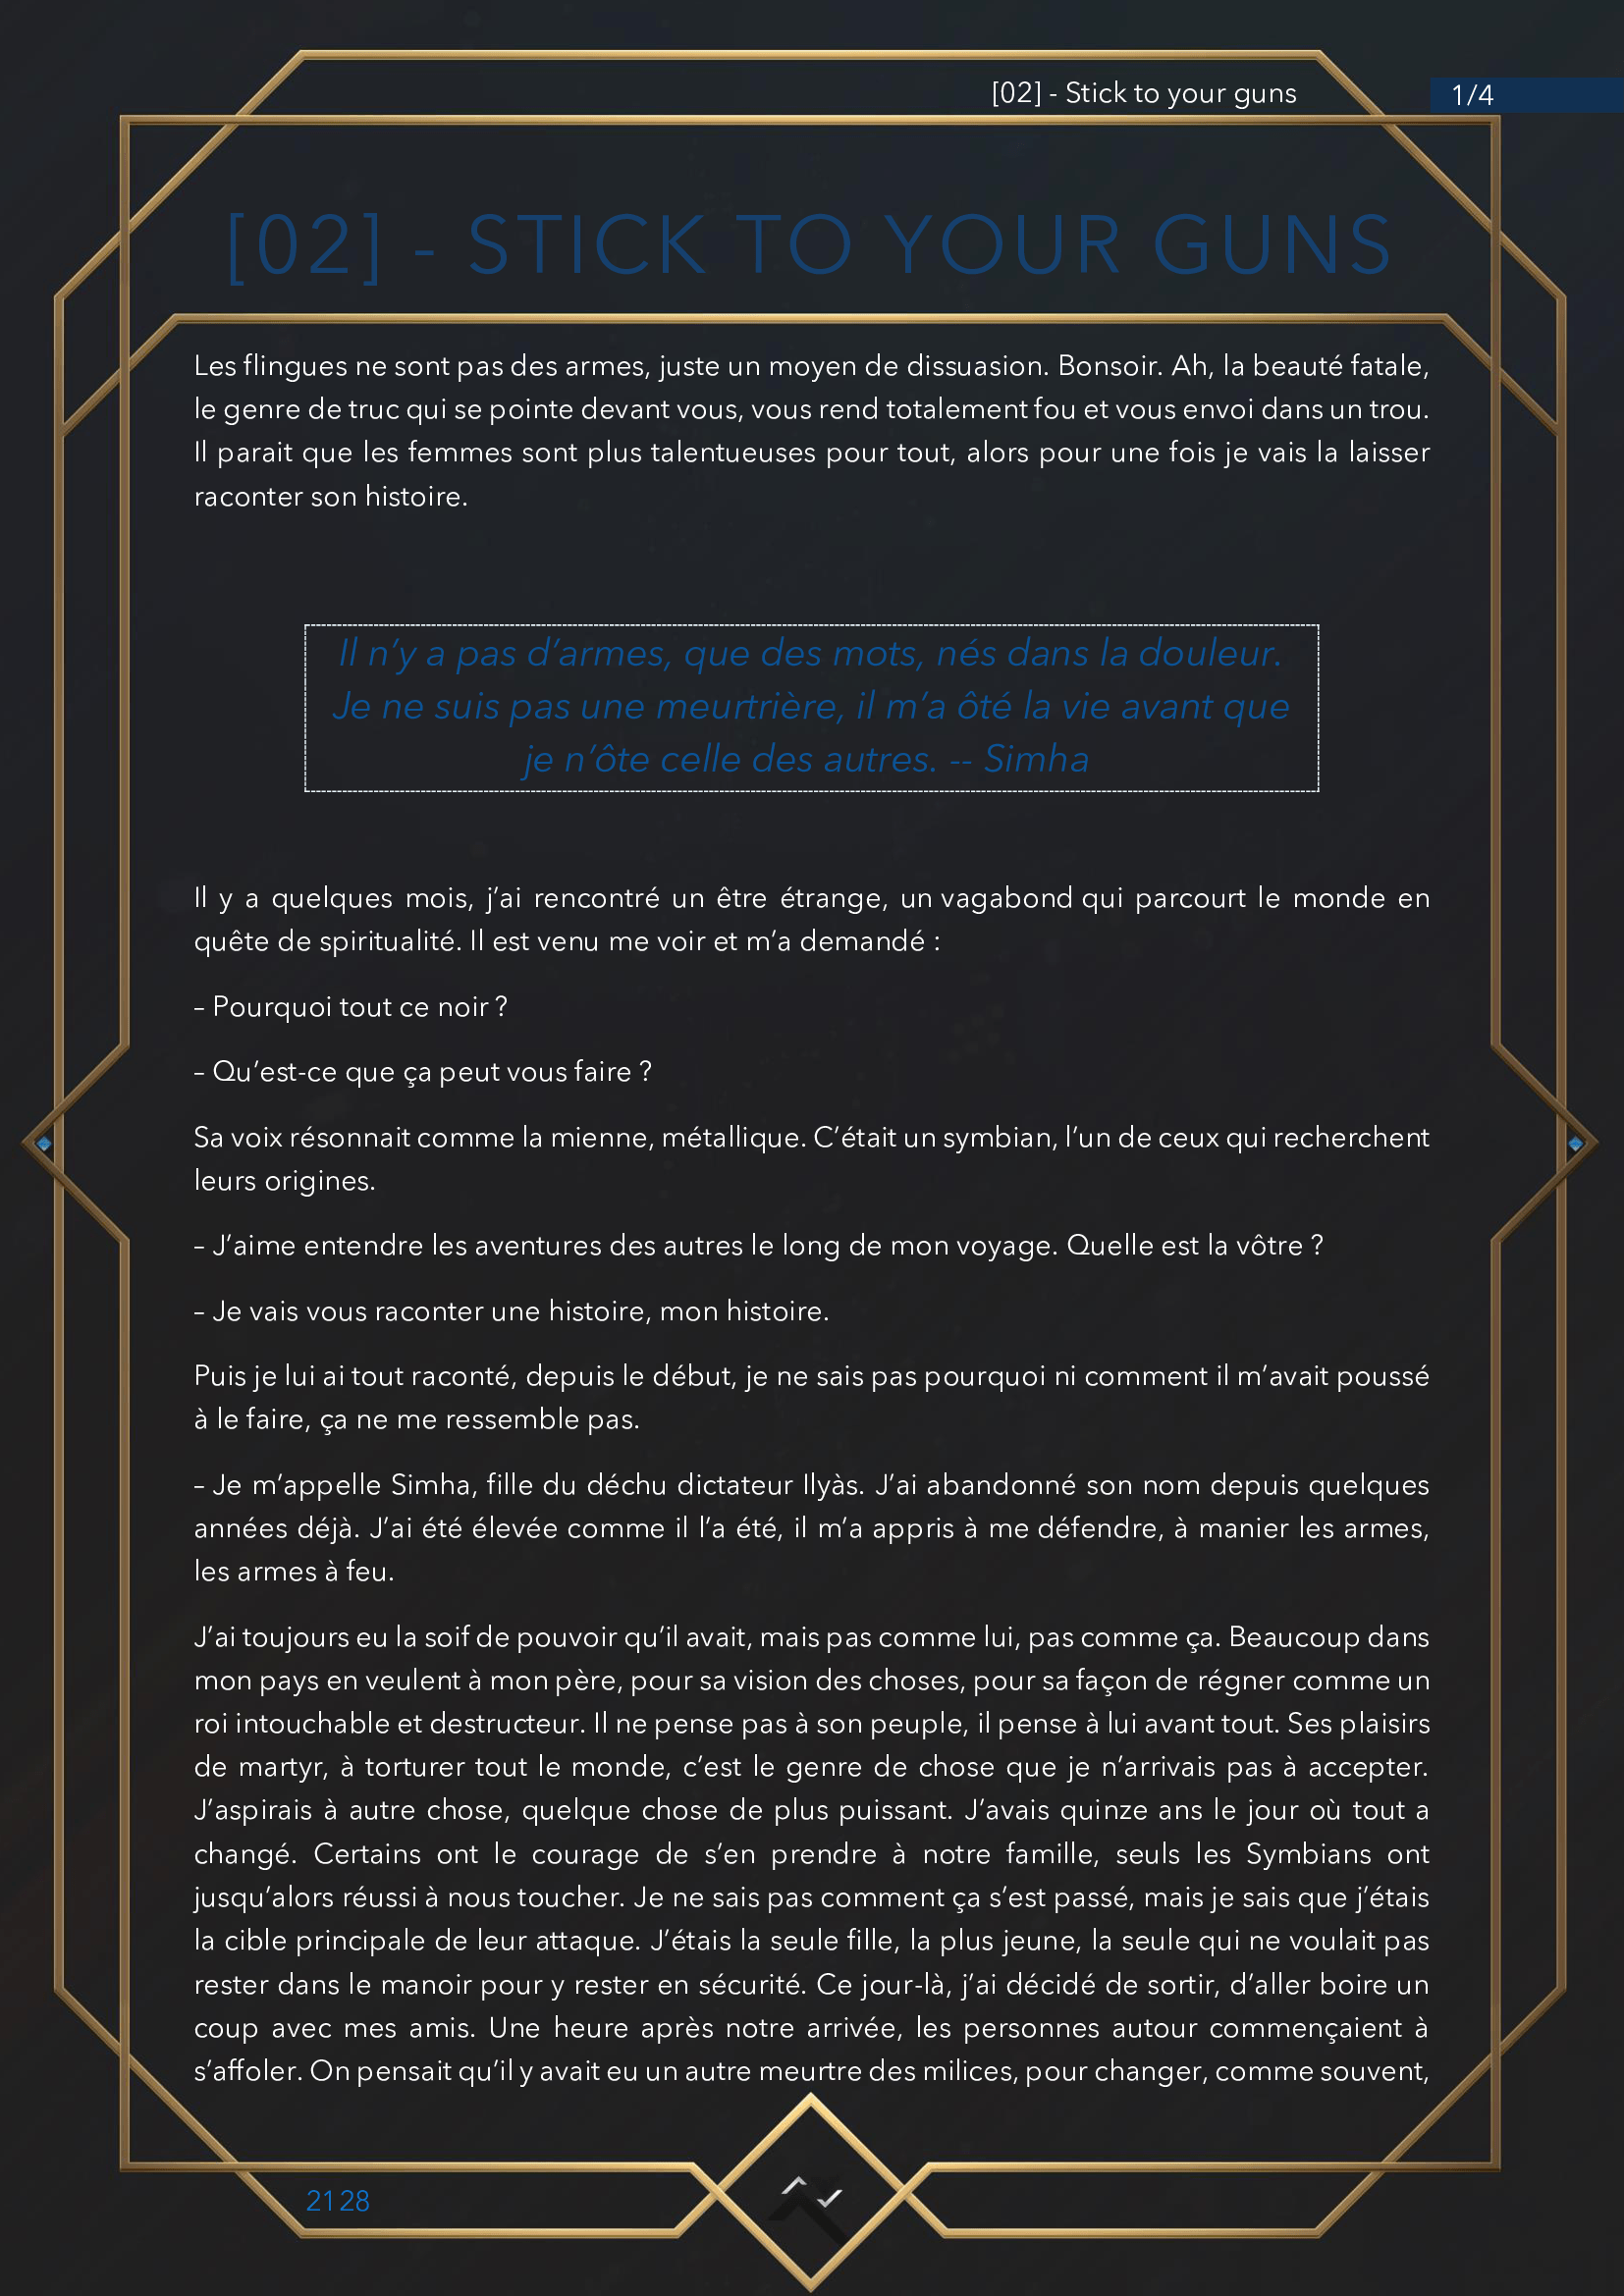 [02] - Stick to your guns
1/4
[02] - STICK TO YOUR GUNS
Les flingues ne sont pas des armes, juste un moyen de dissuasion. Bonsoir. Ah, la beauté fatale,
le genre de truc qui se pointe devant vous, vous rend totalement fou et vous envoi dans un trou.
Il parait que les femmes sont plus talentueuses pour tout, alors pour une fois je vais la laisser
raconter son histoire.
Il n’y a pas d’armes, que des mots, nés dans la douleur.
Je ne suis pas une meurtrière, il m’a ôté la vie avant que
je n’ôte celle des autres. -- Simha
Il y a quelques mois, j’ai rencontré un être étrange, un vagabond qui parcourt le monde en
quête de spiritualité. Il est venu me voir et m’a demandé :
– Pourquoi tout ce noir ?
– Qu’est-ce que ça peut vous faire ?
Sa voix résonnait comme la mienne, métallique. C’était un symbian, l’un de ceux qui recherchent
leurs origines.
– J’aime entendre les aventures des autres le long de mon voyage. Quelle est la vôtre ?
– Je vais vous raconter une histoire, mon histoire.
Puis je lui ai tout raconté, depuis le début, je ne sais pas pourquoi ni comment il m’avait poussé
à le faire, ça ne me ressemble pas.
– Je m’appelle Simha, fille du déchu dictateur Ilyàs. J’ai abandonné son nom depuis quelques
années déjà. J’ai été élevée comme il l’a été, il m’a appris à me défendre, à manier les armes,
les armes à feu.
J’ai toujours eu la soif de pouvoir qu’il avait, mais pas comme lui, pas comme ça. Beaucoup dans
mon pays en veulent à mon père, pour sa vision des choses, pour sa façon de régner comme un
roi intouchable et destructeur. Il ne pense pas à son peuple, il pense à lui avant tout. Ses plaisirs
de martyr, à torturer tout le monde, c’est le genre de chose que je n’arrivais pas à accepter.
J’aspirais à autre chose, quelque chose de plus puissant. J’avais quinze ans le jour où tout a
changé. Certains ont le courage de s’en prendre à notre famille, seuls les Symbians ont
jusqu’alors réussi à nous toucher. Je ne sais pas comment ça s’est passé, mais je sais que j’étais
la cible principale de leur attaque. J’étais la seule fille, la plus jeune, la seule qui ne voulait pas
rester dans le manoir pour y rester en sécurité. Ce jour-là, j’ai décidé de sortir, d’aller boire un
coup avec mes amis. Une heure après notre arrivée, les personnes autour commençaient à
s’affoler. On pensait qu’il y avait eu un autre meurtre des milices, pour changer, comme souvent,
2128